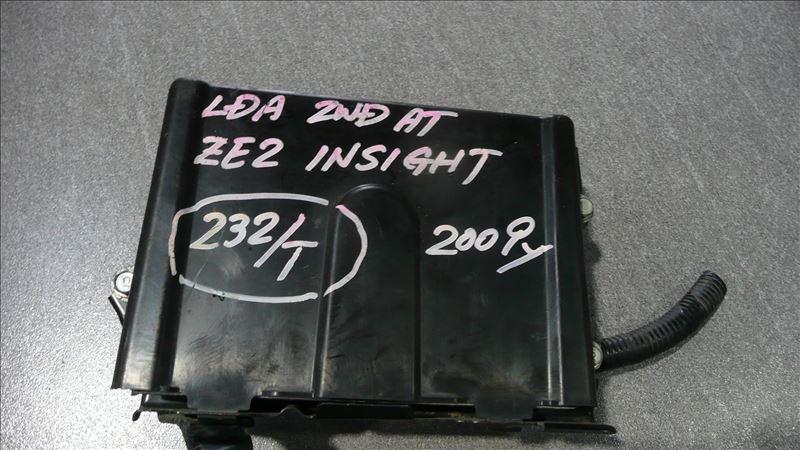 LDA 2WD AT
ZE2 INSIGHT
232/T
2009y